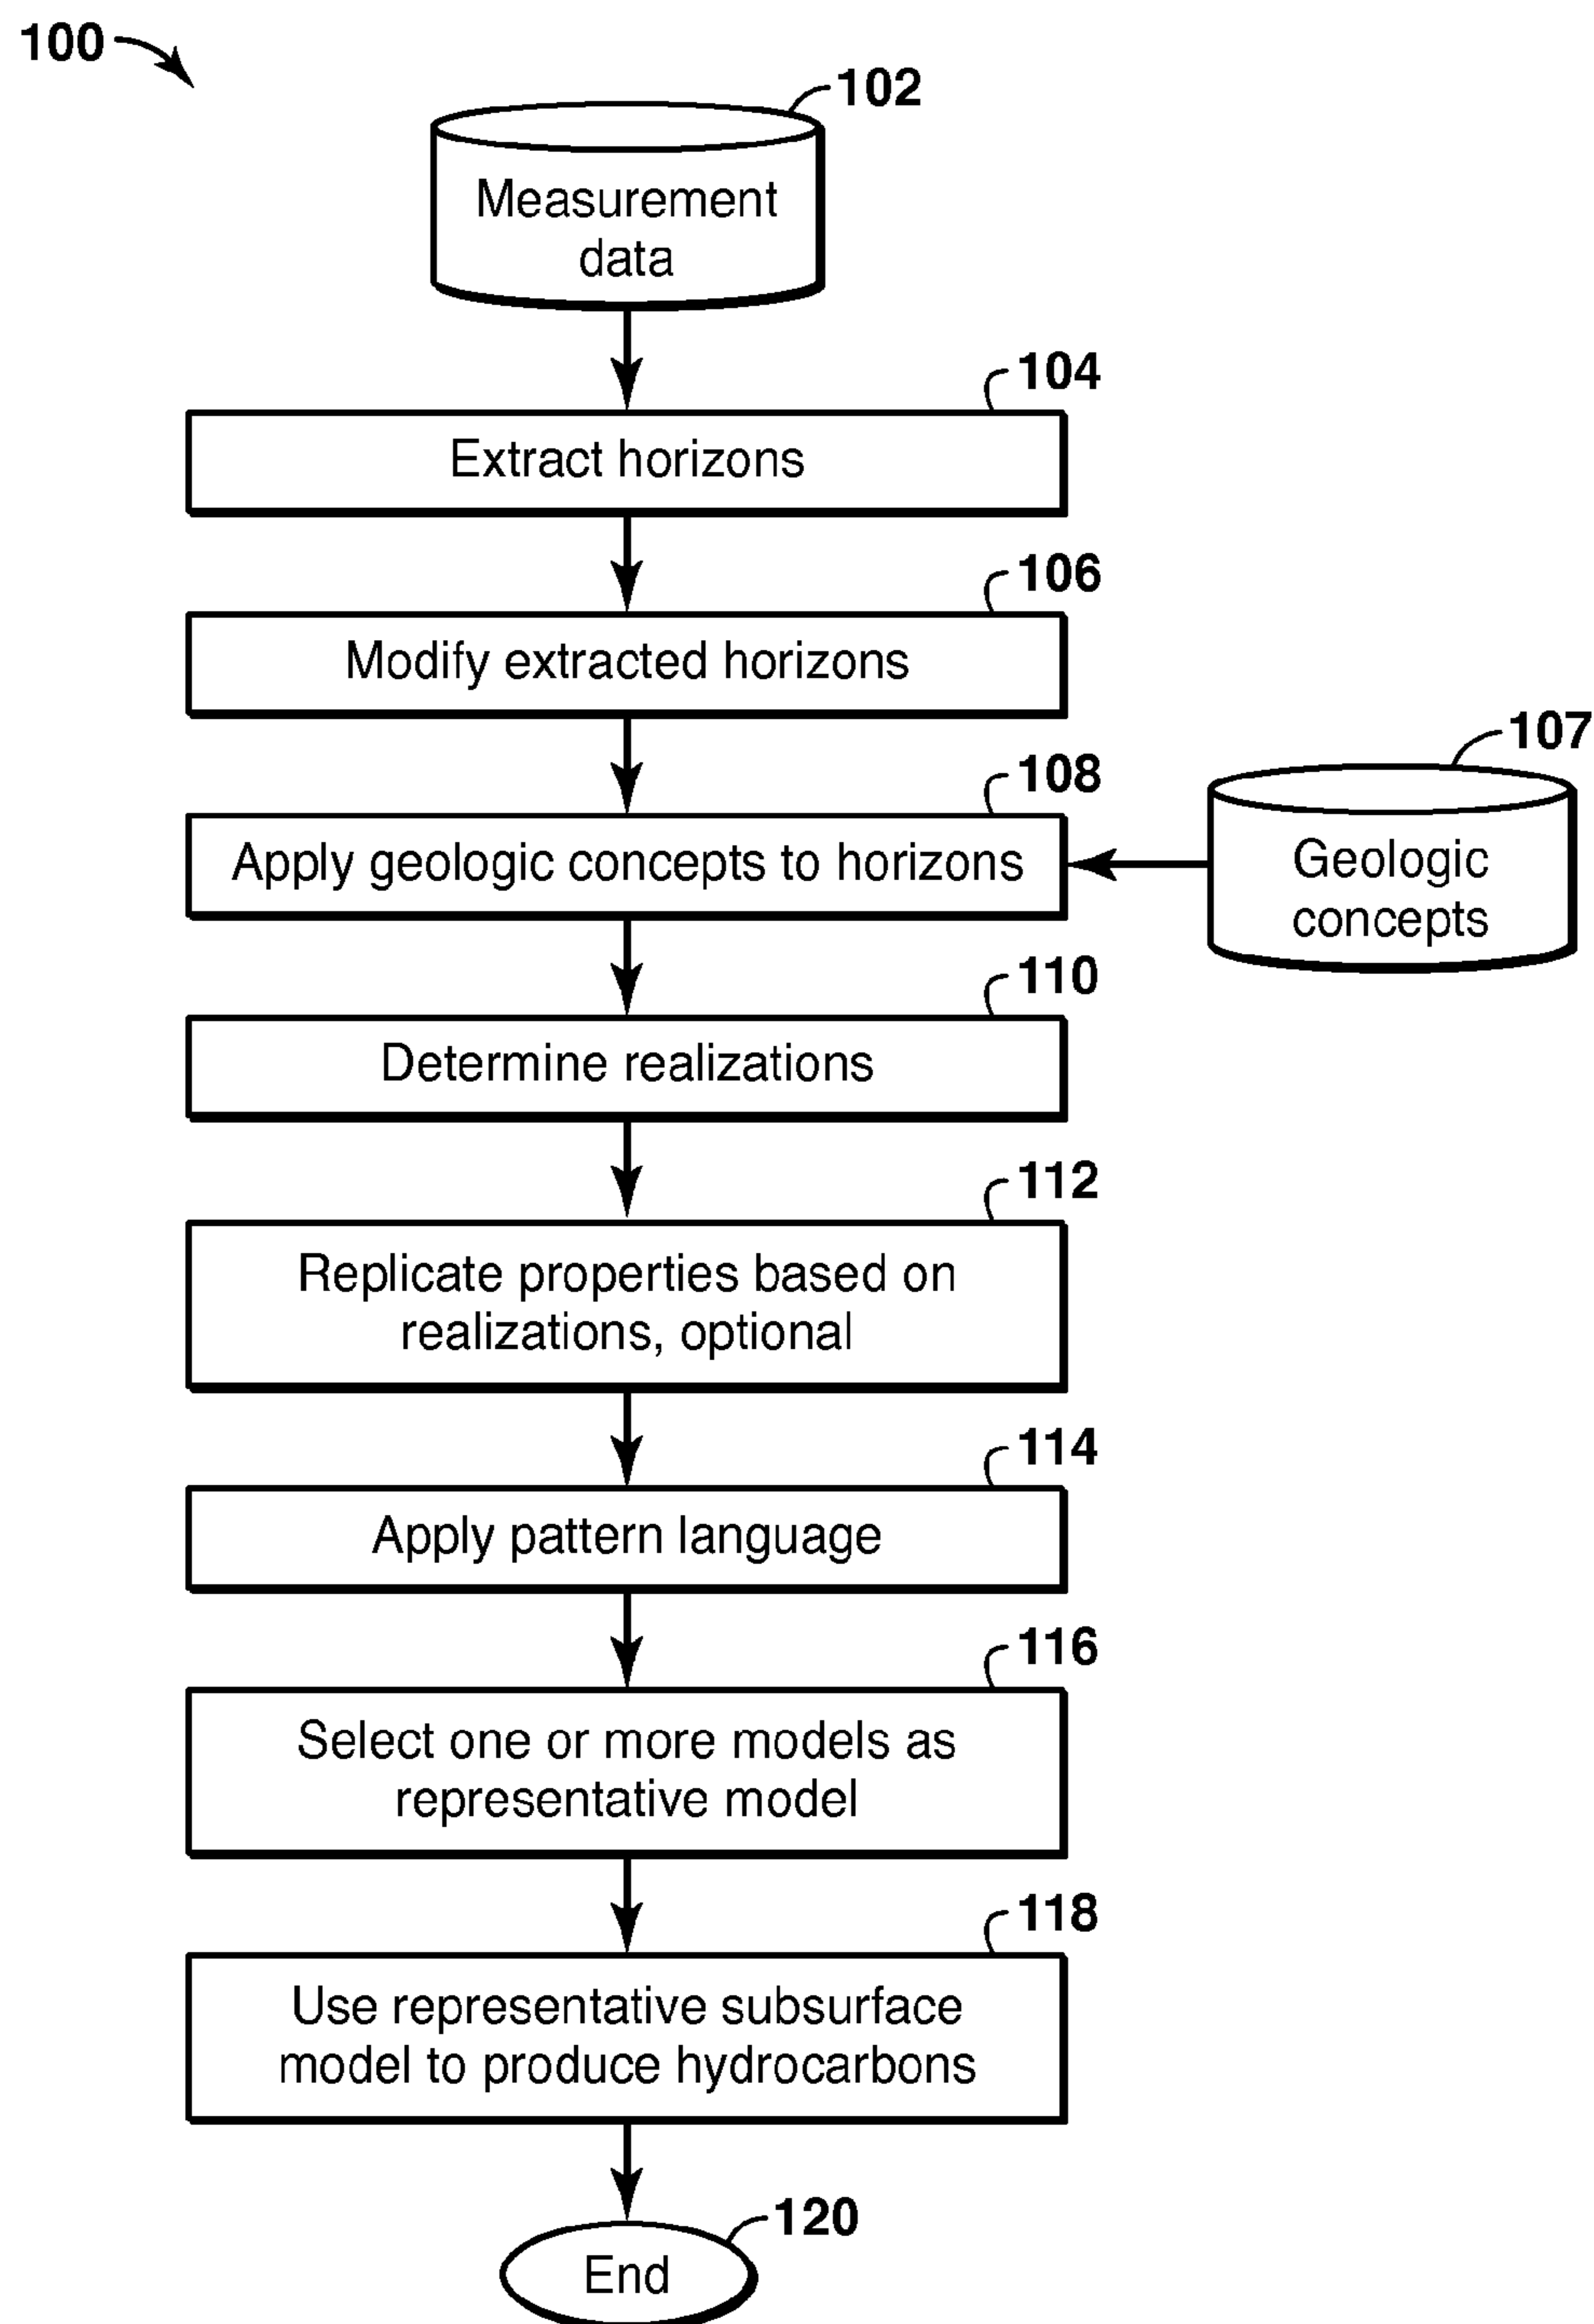 100
102
Measurement
data
104
Extract horizons
106
Modify extracted horizons
107
108
Apply geologic concepts to horizons
Geologic
concepts
110
Determine realizations
112
Replicate properties based on
realizations, optional
114
Apply pattern language
116
Select one or more models as
representative model
118
Use representative subsurface
model to produce hydrocarbons
120
End